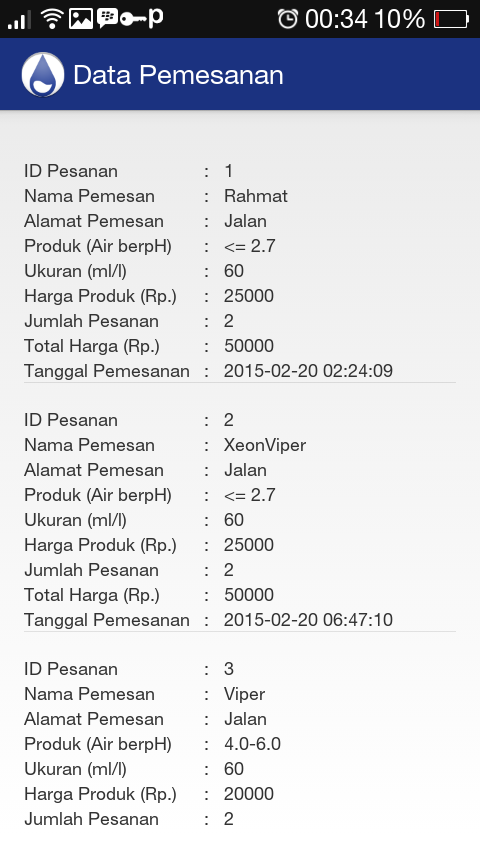 00:34 10%
Data Pemesanan
ID Pesanan : 1
Nama Pemesan : Rahmat
Alamat Pemesan : Jalan
Produk (Air berpH) : <= 2.7
Ukuran (ml/l) : 60
Harga Produk (Rp.) : 25000
Jumlah Pesanan : 2
Total Harga (Rp.) : 50000
Tanggal Pemesanan : 2015-02-20 02:24:09
ID Pesanan : 2
Nama Pemesan : XeonViper
Alamat Pemesan : Jalan
Produk (Air berpH) : <= 2.7
Ukuran (ml/l) : 60
Harga Produk (Rp.) : 25000
Jumlah Pesanan : 2
Total Harga (Rp.) : 50000
Tanggal Pemesanan : 2015-02-20 06:47:10
ID Pesanan : 3
Nama Pemesan : Viper
Alamat Pemesan : Jalan
Produk (Air berpH) : 4.0-6.0
Ukuran (ml/l) : 60
Harga Produk (Rp.) : 20000
Jumlah Pesanan : 2